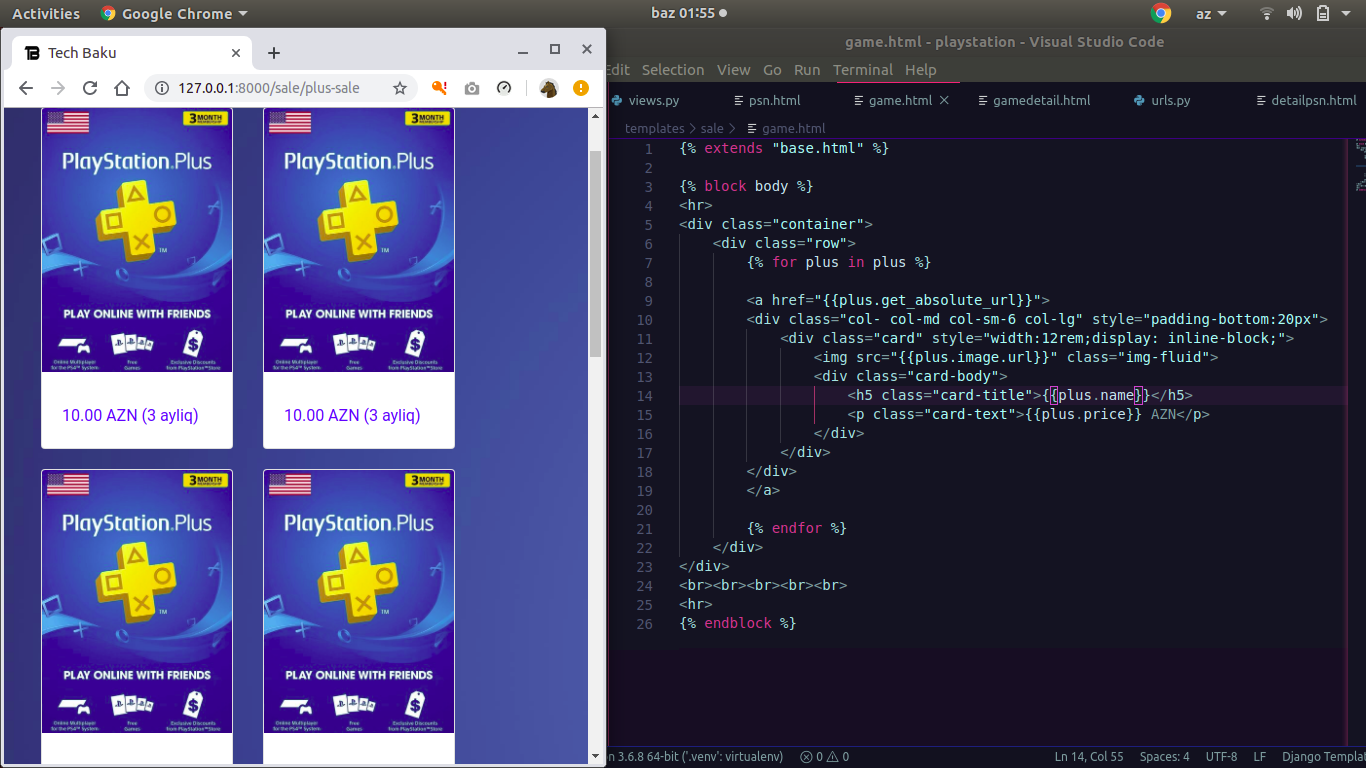 Activities
Google Chrome
baz 01:55
az
Tech Baku
127.0.0.1:8000/sale/plus-sale
3 MONTH
MEMBERSHIP
PlayStation.Plus
TM
PLAY ONLINE WITH FRIENDS
Online Multiplayer
for the PS4™ System
Free
Games
Exclusive Discounts
from PlayStation™Store
10.00 AZN (3 ayliq)
3 MONTH
MEMBERSHIP
PlayStation.Plus
TM
PLAY ONLINE WITH FRIENDS
Online Multiplayer
for the PS4™ System
Free
Games
Exclusive Discounts
from PlayStation™Store
10.00 AZN (3 ayliq)
3 MONTH
MEMBERSHIP
PlayStation.Plus
TM
PLAY ONLINE WITH FRIENDS
Online Multiplayer
for the PS4™ System
Free
Games
Exclusive Discounts
from PlayStation™Store
3 MONTH
MEMBERSHIP
PlayStation.Plus
TM
PLAY ONLINE WITH FRIENDS
Online Multiplayer
for the PS4™ System
Free
Games
Exclusive Discounts
from PlayStation™Store
game.html - playstation - Visual Studio Code
Edit Selection View Go Run Terminal Help
views.py psn.html game.html gamedetail.html urls.py detailpsn.html
templates > sale > game.html
1 {% extends "base.html" %}
2
3 {% block body %}
4 <hr>
5 <div class="container">
6 <div class="row">
7 {% for plus in plus %}
8
9 <a href="{{plus.get_absolute_url}}">
10 <div class="col- col-md col-sm-6 col-lg" style="padding-bottom:20px">
11 <div class="card" style="width:12rem;display: inline-block;">
12 <img src="{{plus.image.url}}" class="img-fluid">
13 <div class="card-body">
14 <h5 class="card-title">{{plus.name}}</h5>
15 <p class="card-text">{{plus.price}} AZN</p>
16 </div>
17 </div>
18 </div>
19 </a>
20
21 {% endfor %}
22 </div>
23 </div>
24 <br><br><br><br><br>
25 <hr>
26 {% endblock %}
n 3.6.8 64-bit ('.venv': virtualenv) 0 0 Ln 14, Col 55 Spaces: 4 UTF-8 LF Django Templat